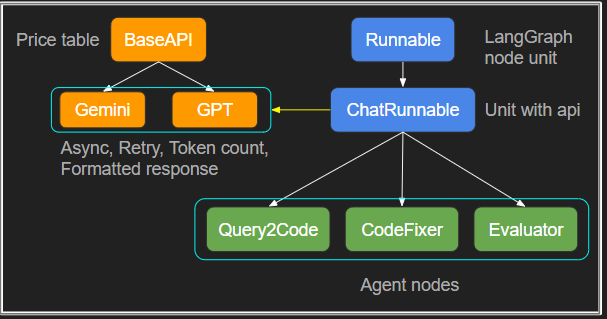 Price table
BaseAPI
Runnable
LangGraph
node unit
Gemini
GPT
ChatRunnable
Unit with api
Async, Retry, Token count,
Formatted response
Query2Code
CodeFixer
Evaluator
Agent nodes